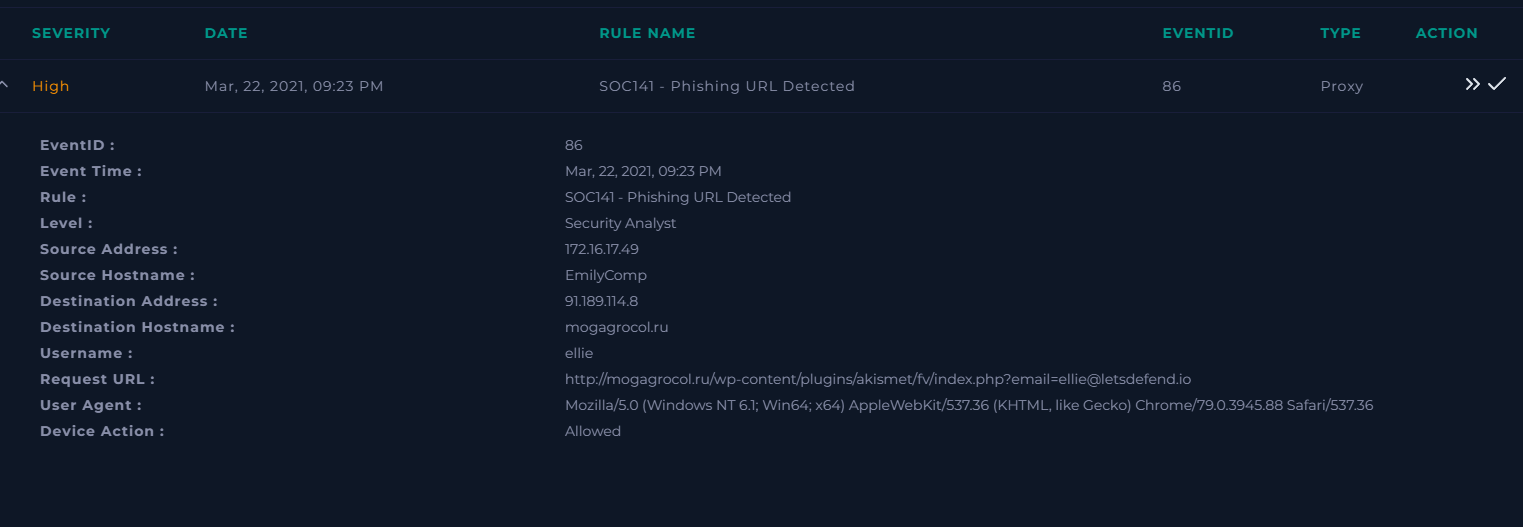 SEVERITY DATE RULE NAME EVENTID TYPE ACTION
High Mar, 22, 2021, 09:23 PM SOC141 - Phishing URL Detected 86 Proxy
EventID : 86
Event Time : Mar, 22, 2021, 09:23 PM
Rule : SOC141 - Phishing URL Detected
Level : Security Analyst
Source Address : 172.16.17.49
Source Hostname : EmilyComp
Destination Address : 91.189.114.8
Destination Hostname : mogagrocol.ru
Username : ellie
Request URL : http://mogagrocol.ru/wp-content/plugins/akismet/fv/index.php?email=ellie@letsdefend.io
User Agent : Mozilla/5.0 (Windows NT 6.1; Win64; x64) AppleWebKit/537.36 (KHTML, like Gecko) Chrome/79.0.3945.88 Safari/537.36
Device Action : Allowed